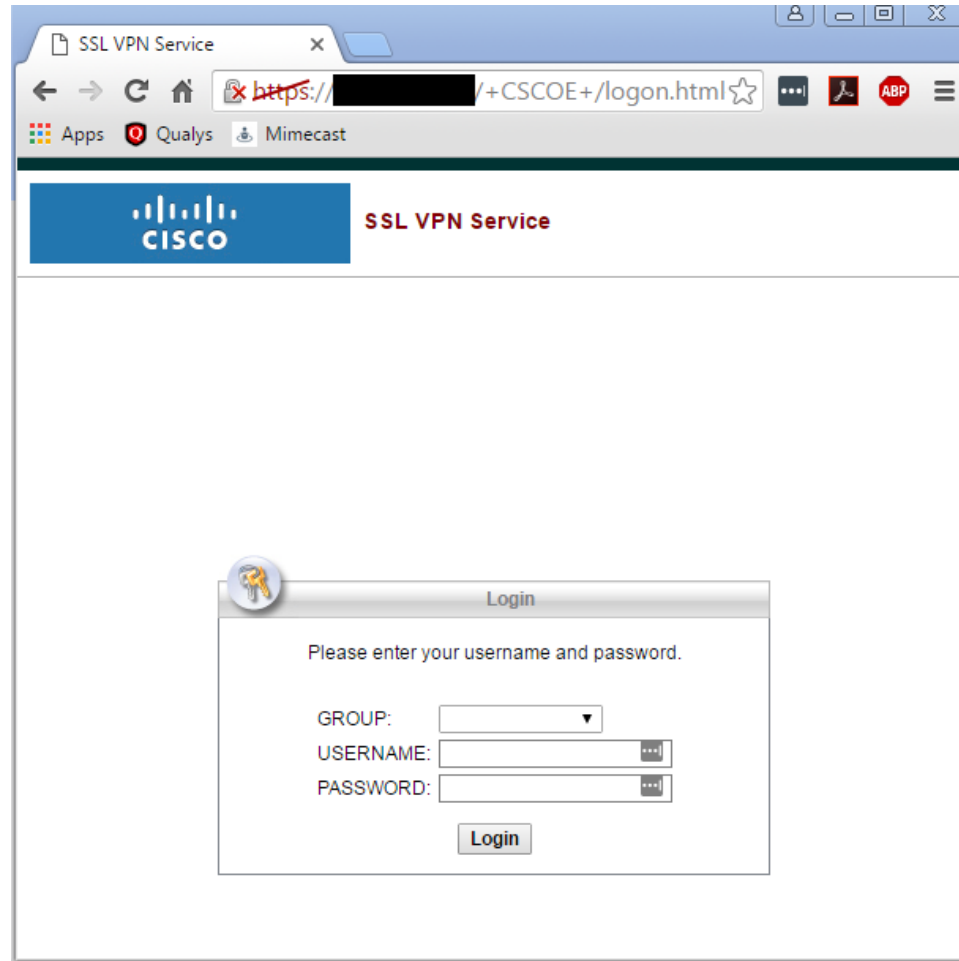 SSL VPN Service
https:// /+CSCOE+/logon.html
ABP
Apps Qualys Mimecast
CISCO
SSL VPN Service
Login
Please enter your username and password.
GROUP:
USERNAME:
PASSWORD:
Login